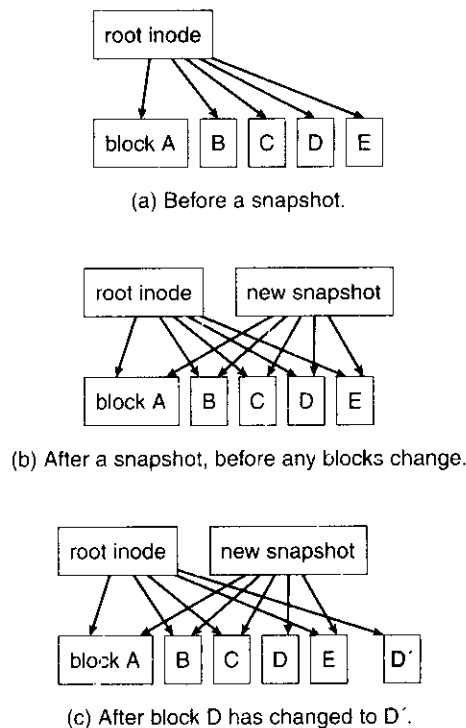 root inode
block A B C D E
(a) Before a snapshot.
root inode new snapshot
block A B C D E
(b) After a snapshot, before any blocks change.
root inode new snapshot
block A B C D E D´
(c) After block D has changed to D´.